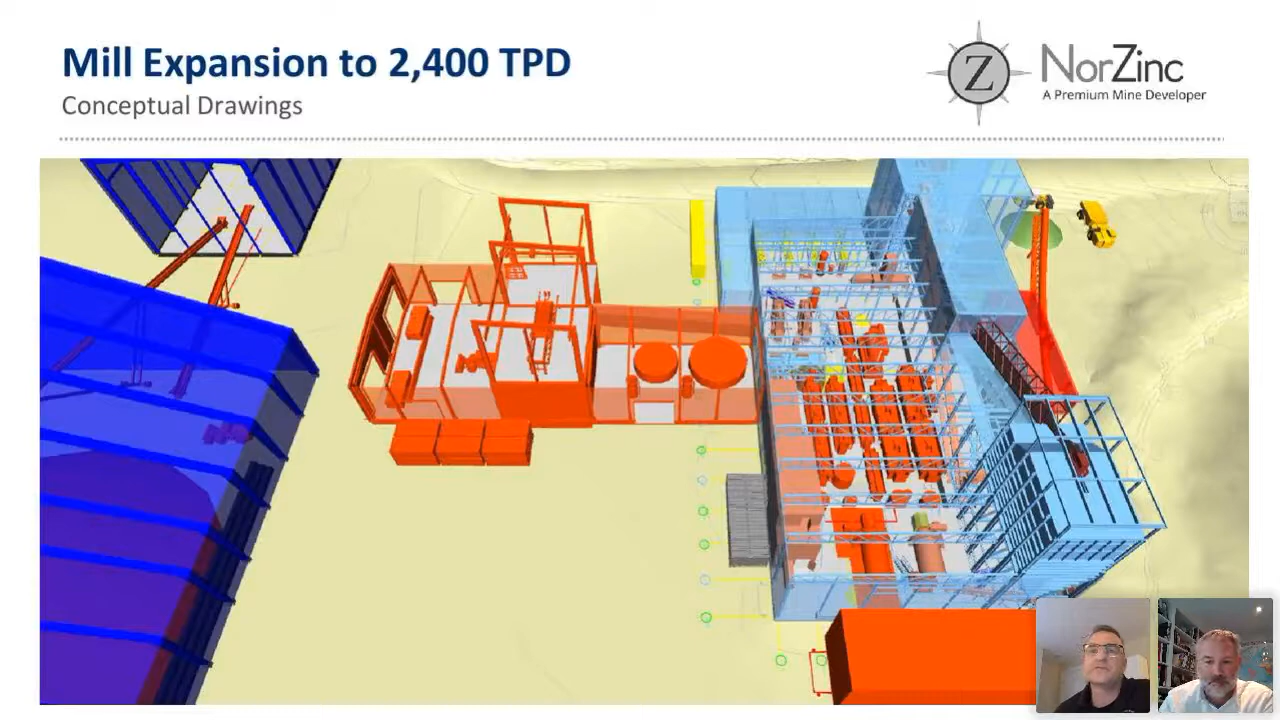 Mill Expansion to 2,400 TPD
Conceptual Drawings
Z
NorZinc
A Premium Mine Developer